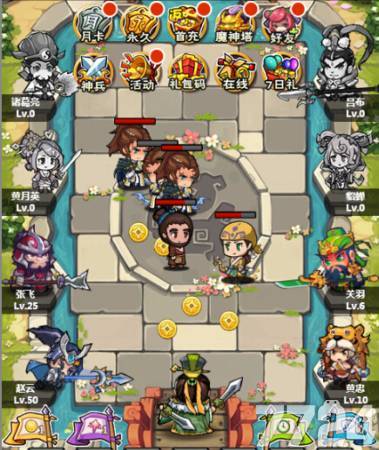 月卡 永久 首充 魔神塔 好友
神兵 活动 礼包码 在线 7日礼
诸葛亮
Lv.0
吕布
Lv.0
黄月英
Lv.0
貂蝉
Lv.0
张飞
Lv.25
关羽
Lv.6
赵云
Lv.50
黄忠
Lv.10
7723